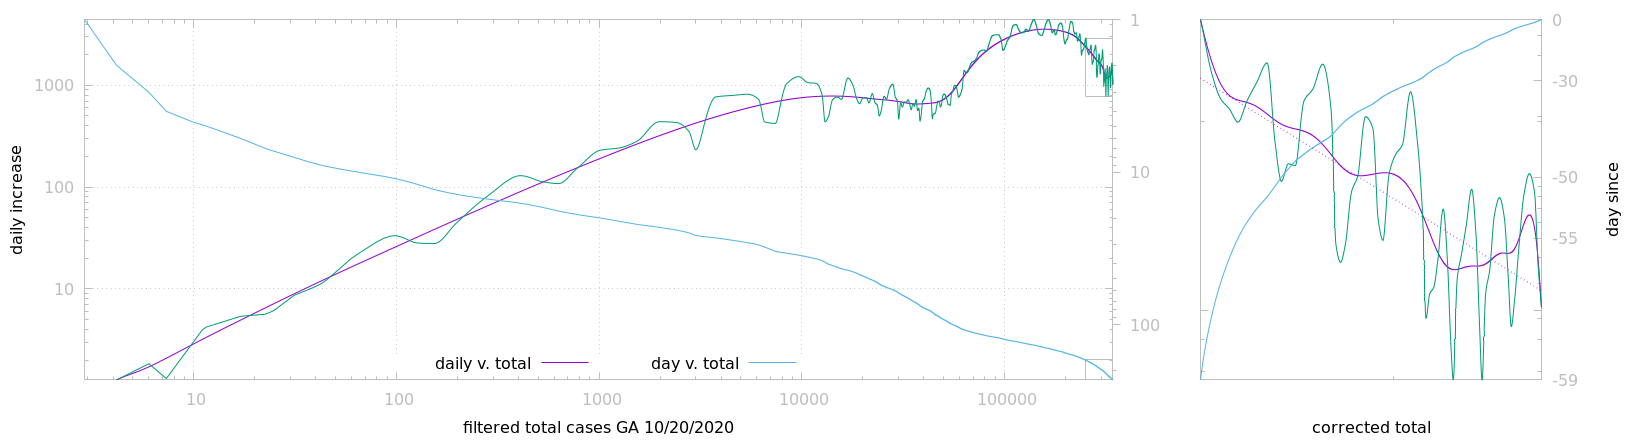 1000
100
10
daily increase
1
10
100
10
100
1000
10000
100000
daily v. total
day v. total
filtered total cases GA 10/20/2020
0
-30
-50
-55
-59
day since
corrected total